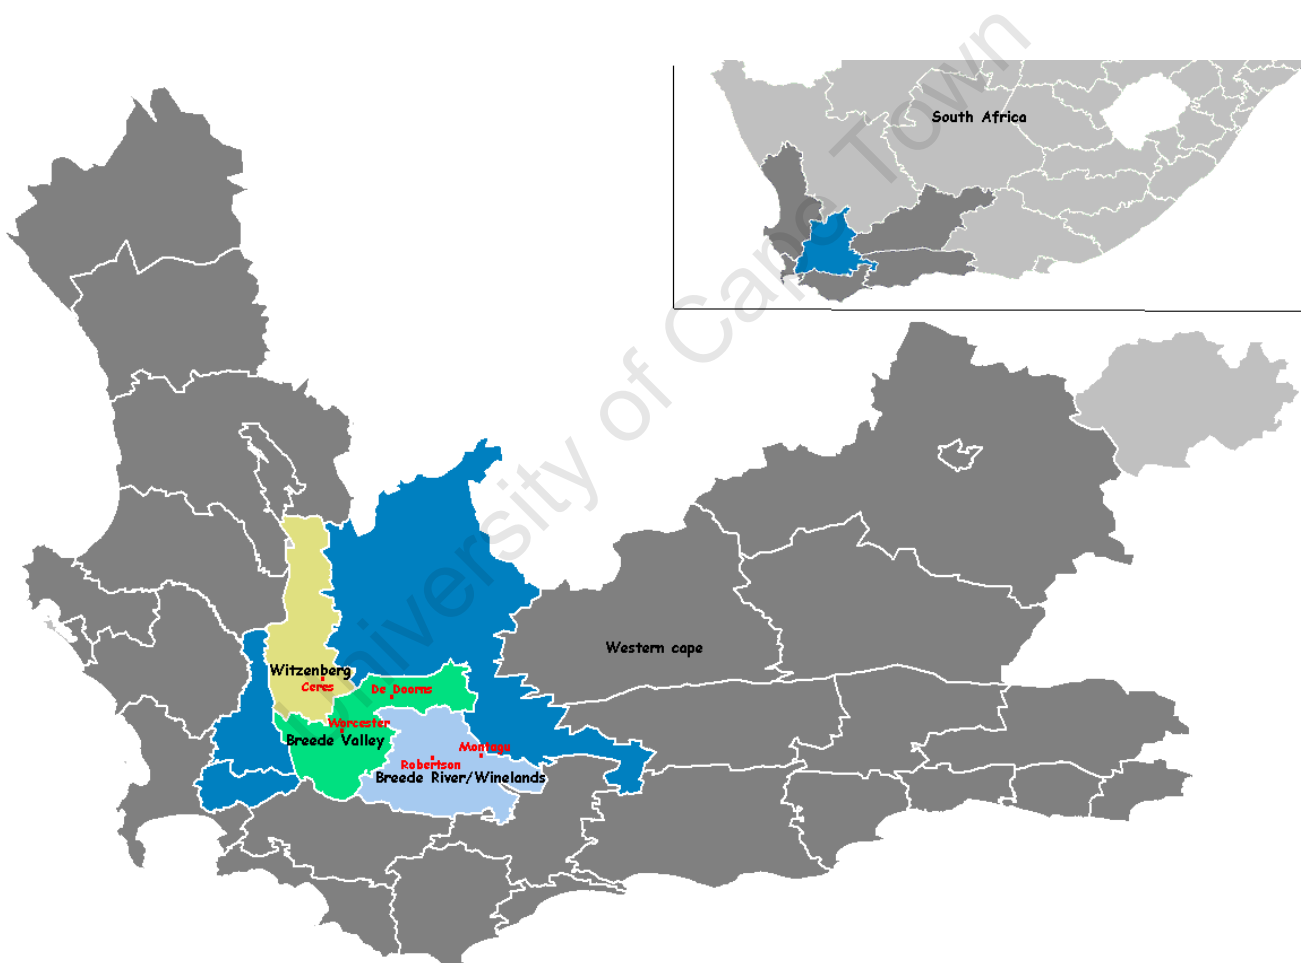 South Africa
University of Cape Town
Western cape
Witzenberg
Ceres
De Doorns
Worcester
Breede Valley
Montagu
Robertson
Breede River/Winelands